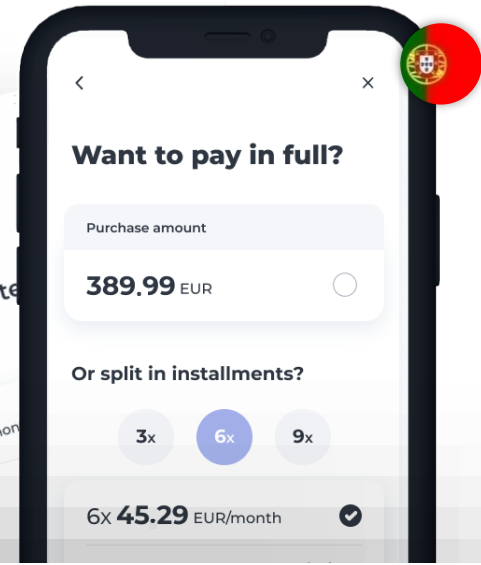 Want to pay in full?
Purchase amount
389.99 EUR
Or split in installments?
3x 6x 9x
6x 45.29 EUR/month